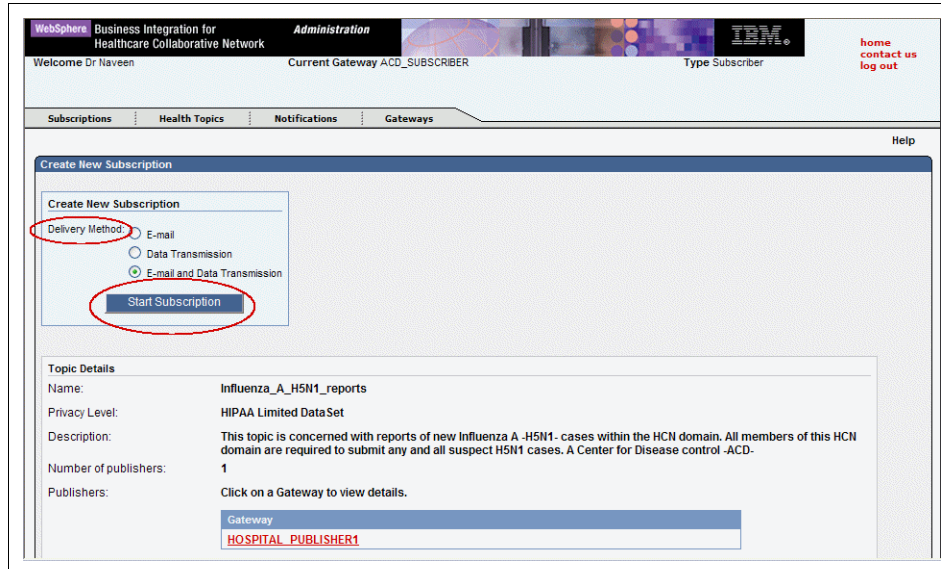 WebSphere Business Integration for Administration IBM®
Healthcare Collaborative Network
home
contact us
log out
Welcome Dr Naveen Current Gateway ACD_SUBSCRIBER Type Subscriber
Subscriptions Health Topics Notifications Gateways
Help
Create New Subscription
Create New Subscription
Delivery Method: E-mail
Data Transmission
E-mail and Data Transmission
Start Subscription
Topic Details
Name: Influenza_A_H5N1_reports
Privacy Level: HIPAA Limited DataSet
Description: This topic is concerned with reports of new Influenza A -H5N1- cases within the HCN domain. All members of this HCN
domain are required to submit any and all suspect H5N1 cases. A Center for Disease control -ACD-
Number of publishers: 1
Publishers: Click on a Gateway to view details.
Gateway
HOSPITAL_PUBLISHER1